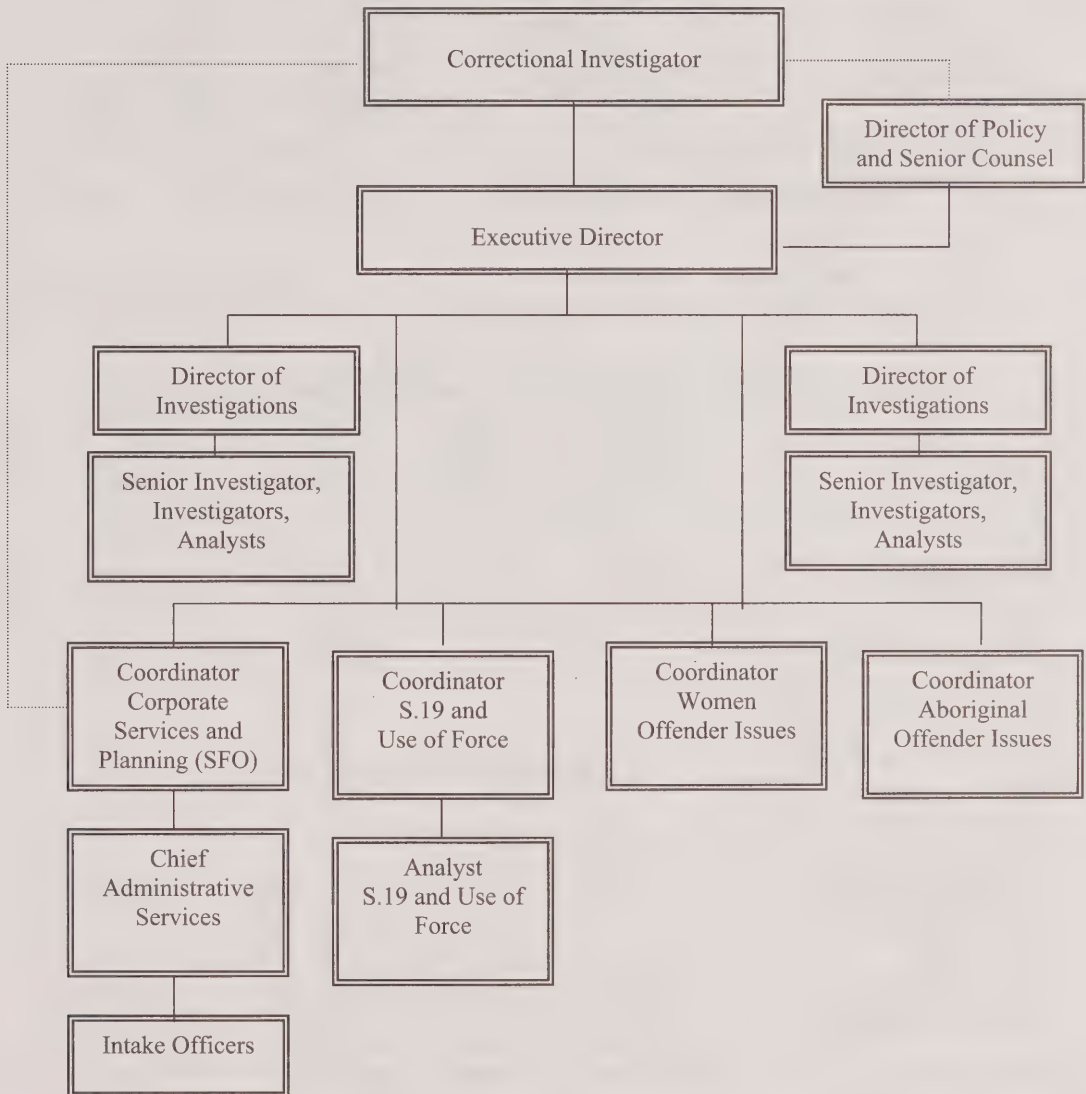 Correctional Investigator
Director of Policy
and Senior Counsel
Executive Director
Director of
Investigations
Director of
Investigations
Senior Investigator,
Investigators,
Analysts
Senior Investigator,
Investigators,
Analysts
Coordinator
Corporate
Services and
Planning (SFO)
Coordinator
S.19 and
Use of Force
Coordinator
Women
Offender Issues
Coordinator
Aboriginal
Offender Issues
Chief
Administrative
Services
Analyst
S.19 and Use of
Force
Intake Officers